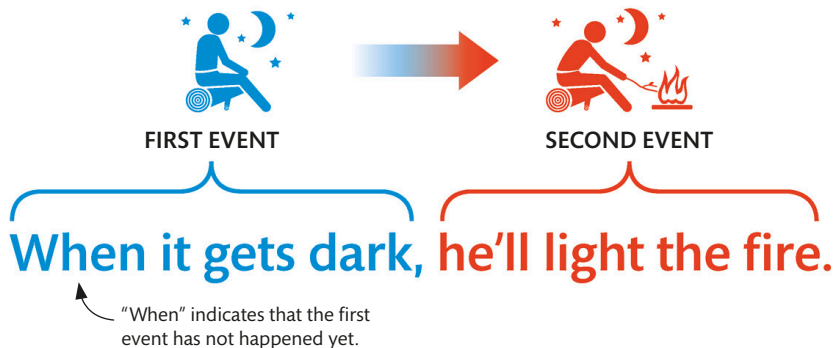 FIRST EVENT
SECOND EVENT
When it gets dark, he’ll light the fire.
“When” indicates that the first
event has not happened yet.